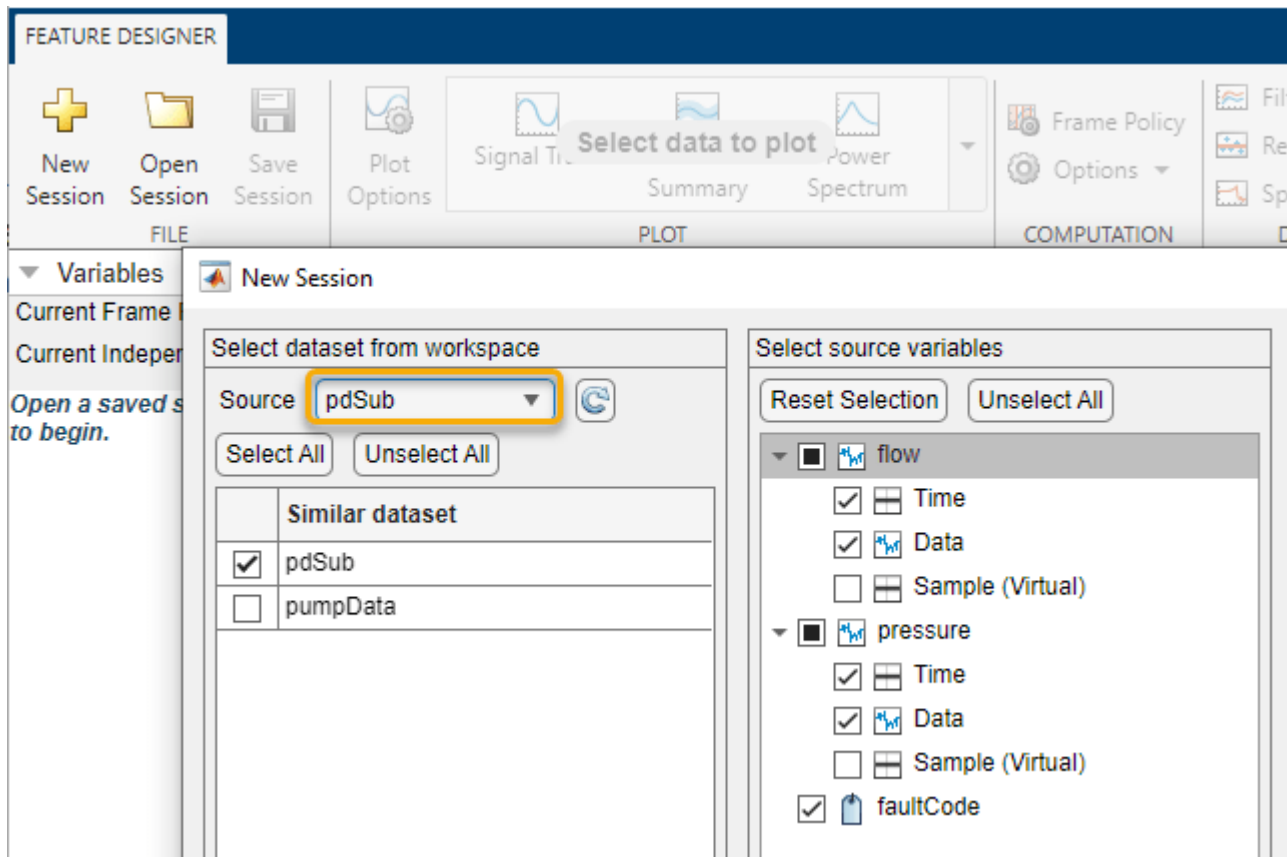 FEATURE DESIGNER
New Session
Open Session
Save Session
Plot Options
Signal
Select data to plot
Summary
Power Spectrum
Frame Policy
Options
FILE
PLOT
COMPUTATION
Variables
Current Frame
Current
Open a saved
to begin.
New Session
Select dataset from workspace
Source pdSub
Select All Unselect All
Similar dataset
pdSub
pumpData
Select source variables
Reset Selection Unselect All
flow
Time
Data
Sample (Virtual)
pressure
Time
Data
Sample (Virtual)
faultCode